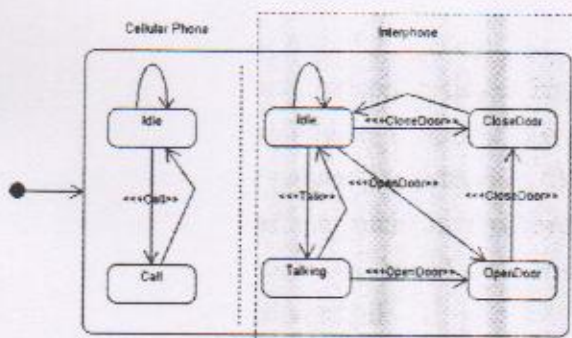 Cellular Phone
Interphone
Idle
Idle
<<+CloseDoor>>
CloseDoor
<<+Call>>
<<+Talk>>
<<+OpenDoor>>
<<+CloseDoor>>
Call
Talking
<<+OpenDoor>>
OpenDoor